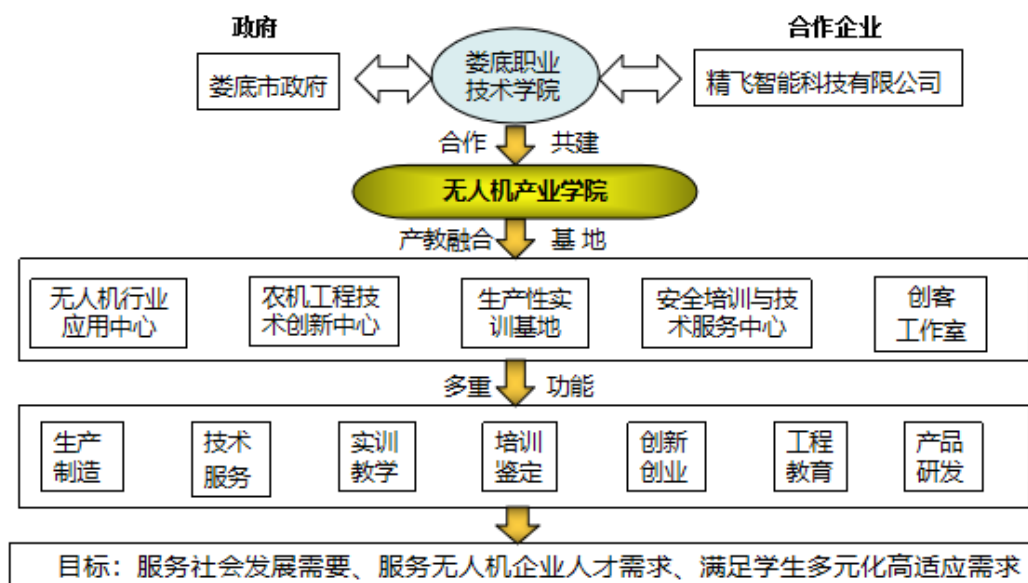 政府
合作企业
娄底市政府
娄底职业
技术学院
精飞智能科技有限公司
合作 共建
无人机产业学院
产教融合 基地
无人机行业
应用中心
农机工程技
术创新中心
生产性实
训基地
安全培训与技
术服务中心
创客
工作室
多重 功能
生产
制造
技术
服务
实训
教学
培训
鉴定
创新
创业
工程
教育
产品
研发
目标：服务社会发展需要、服务无人机企业人才需求、满足学生多元化高适应需求